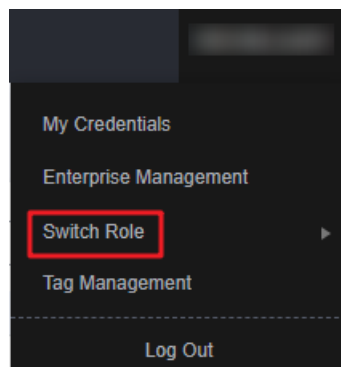 My Credentials
Enterprise Management
Switch Role
Tag Management
Log Out